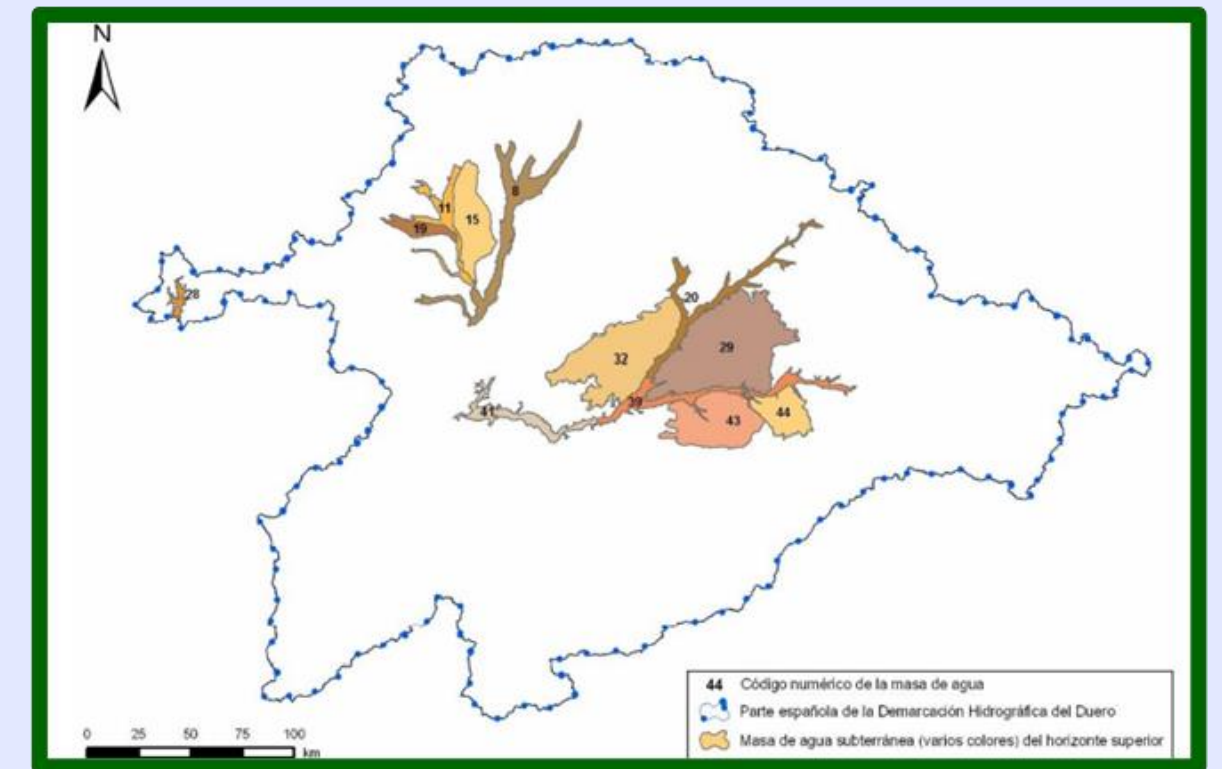 N
8
11
15
19
28
20
29
32
39
41
43
44
44 Código numérico de la masa de agua
Parte española de la Demarcación Hidrográfica del Duero
Masa de agua subterránea (varios colores) del horizonte superior
0 25 50 75 100
km